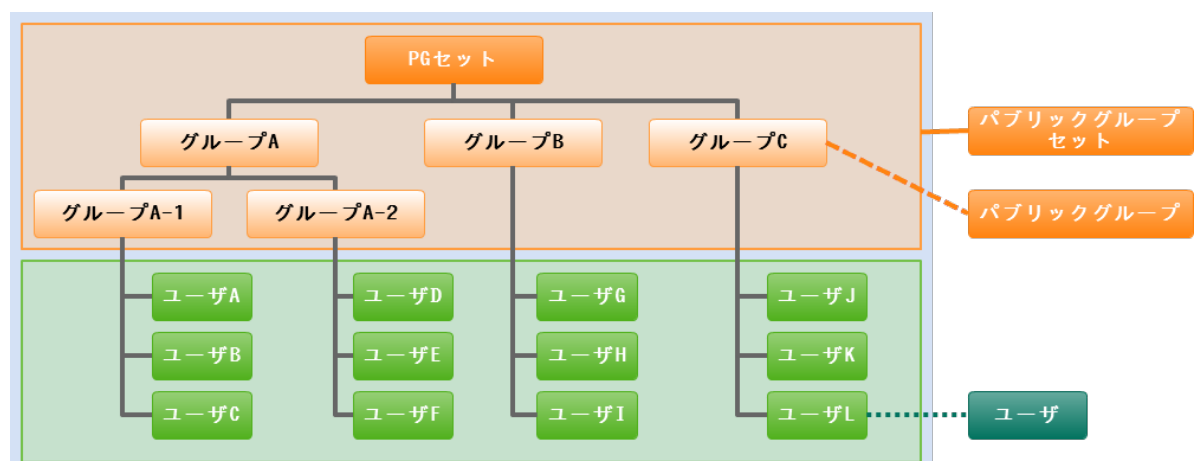 PGセット
グループA
グループB
グループC
パブリックグループ
セット
グループA-1
グループA-2
パブリックグループ
ユーザA
ユーザD
ユーザG
ユーザJ
ユーザB
ユーザE
ユーザH
ユーザK
ユーザC
ユーザF
ユーザI
ユーザL
ユーザ